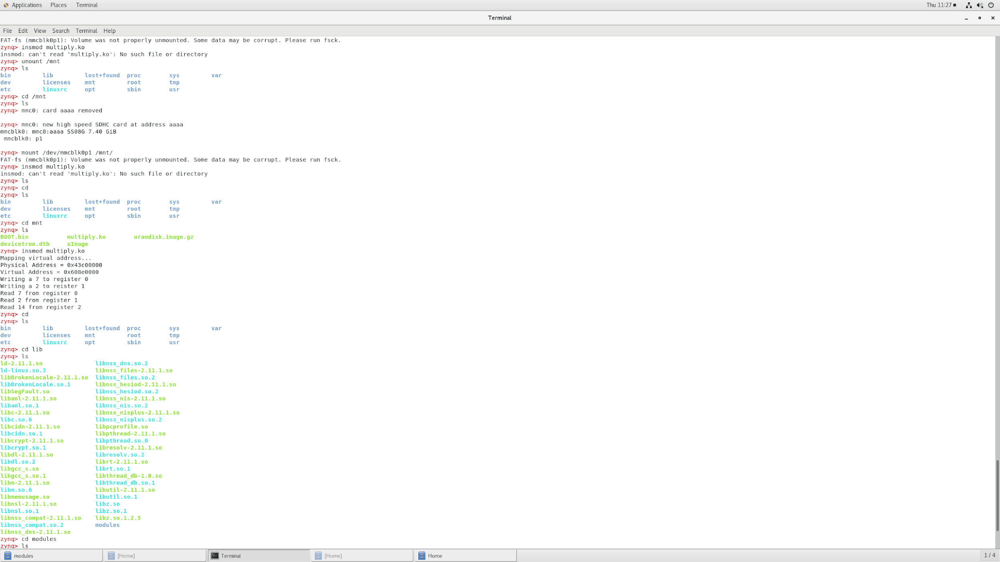 Applications Places Terminal Thu 11:27
Terminal
File Edit View Search Terminal Help
FAT-fs (mmcblk0p1): Volume was not properly unmounted. Some data may be corrupt. Please run fsck.
zynq> insmod multiply.ko
insmod: can't read 'multiply.ko': No such file or directory
zynq> umount /mnt
zynq> ls
bin lib lost+found proc sys var
dev licenses mnt root tmp
etc linuxrc opt sbin usr
zynq> cd /mnt
zynq> ls
zynq> mmc0: card aaaa removed
zynq> mmc0: new high speed SDHC card at address aaaa
mmcblk0: mmc0:aaaa SS08G 7.40 GiB
mmcblk0: p1
zynq> mount /dev/mmcblk0p1 /mnt/
FAT-fs (mmcblk0p1): Volume was not properly unmounted. Some data may be corrupt. Please run fsck.
zynq> insmod multiply.ko
insmod: can't read 'multiply.ko': No such file or directory
zynq> ls
zynq> cd
zynq> ls
bin lib lost+found proc sys var
dev licenses mnt root tmp
etc linuxrc opt sbin usr
zynq> cd mnt
zynq> ls
BOOT.bin multiply.ko uramdisk.image.gz
devicetree.dtb uImage
zynq> insmod multiply.ko
Mapping virtual address...
Physical Address = 0x43c00000
Virtual Address = 0x608e0000
Writing a 7 to register 0
Writing a 2 to reister 1
Read 7 from register 0
Read 2 from register 1
Read 14 from register 2
zynq> cd
zynq> ls
bin lib lost+found proc sys var
dev licenses mnt root tmp
etc linuxrc opt sbin usr
zynq> cd lib
zynq> ls
ld-2.11.1.so libnss_dns.so.2
ld-linux.so.3 libnss_files-2.11.1.so
libBrokenLocale-2.11.1.so libnss_files.so.2
libBrokenLocale.so.1 libnss_hesiod-2.11.1.so
libSegFault.so libnss_hesiod.so.2
libanl-2.11.1.so libnss_nis-2.11.1.so
libanl.so.1 libnss_nis.so.2
libc-2.11.1.so libnss_nisplus-2.11.1.so
libc.so.6 libnss_nisplus.so.2
libcidn-2.11.1.so libpcprofile.so
libcidn.so.1 libpthread-2.11.1.so
libcrypt-2.11.1.so libpthread.so.0
libcrypt.so.1 libresolv-2.11.1.so
libdl-2.11.1.so libresolv.so.2
libdl.so.2 librt-2.11.1.so
libgcc_s.so librt.so.1
libgcc_s.so.1 libthread_db-1.0.so
libm-2.11.1.so libthread_db.so.1
libm.so.6 libutil-2.11.1.so
libmemusage.so libutil.so.1
libnsl-2.11.1.so libz.so
libnsl.so.1 libz.so.1
libnss_compat-2.11.1.so libz.so.1.2.5
libnss_compat.so.2 modules
libnss_dns-2.11.1.so
zynq> cd modules
zynq> ls
modules [Home] Terminal [Home] Home 1 / 4